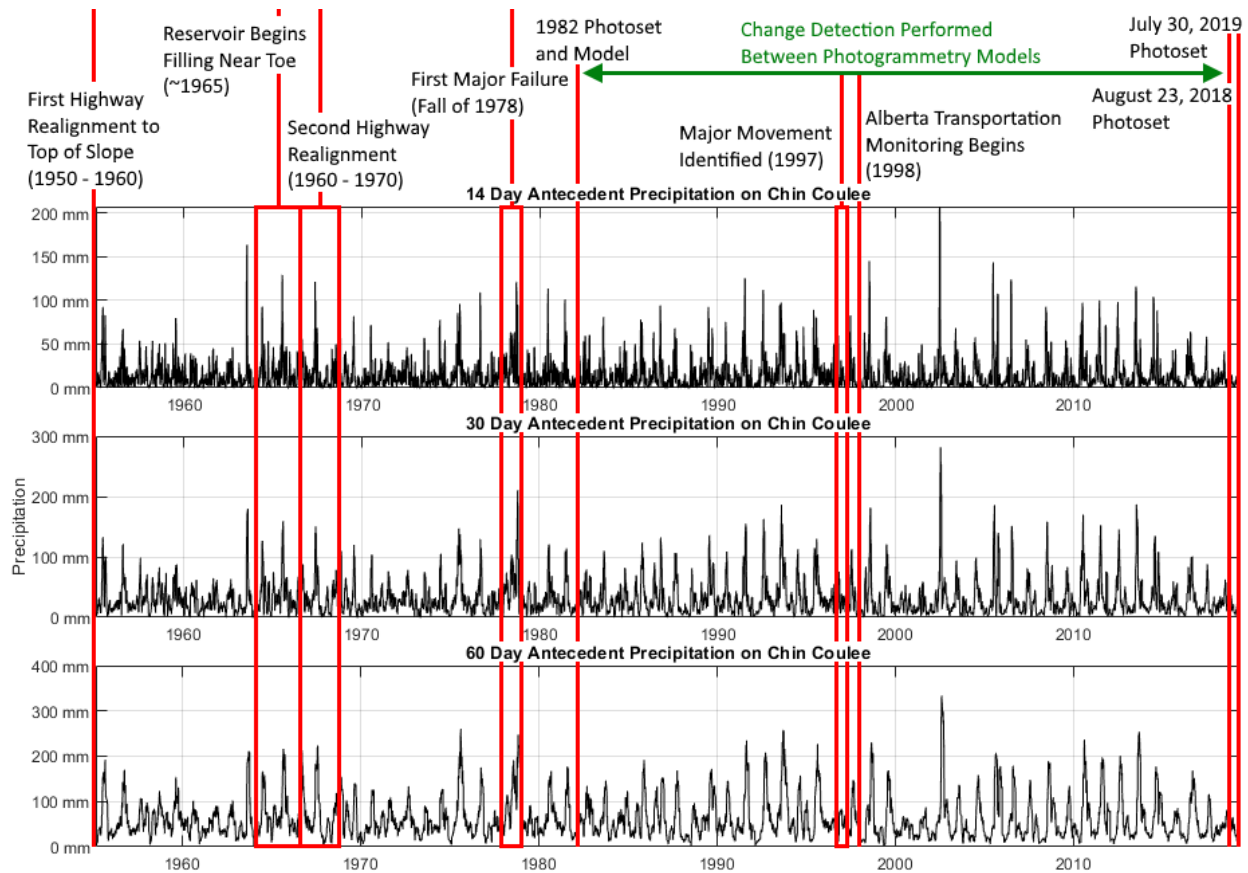 Reservoir Begins
Filling Near Toe
(~1965)
1982 Photoset
and Model
Change Detection Performed
Between Photogrammetry Models
July 30, 2019
Photoset
First Highway
Realignment to
Top of Slope
(1950 - 1960)
Second Highway
Realignment
(1960 - 1970)
First Major Failure
(Fall of 1978)
Major Movement
Identified (1997)
Alberta Transportation
Monitoring Begins
(1998)
August 23, 2018
Photoset
14 Day Antecedent Precipitation on Chin Coulee
200 mm
150 mm
100 mm
50 mm
0 mm
1960 1970 1980 1990 2000 2010
30 Day Antecedent Precipitation on Chin Coulee
Precipitation
300 mm
200 mm
100 mm
0 mm
1960 1970 1980 1990 2000 2010
60 Day Antecedent Precipitation on Chin Coulee
400 mm
300 mm
200 mm
100 mm
0 mm
1960 1970 1980 1990 2000 2010